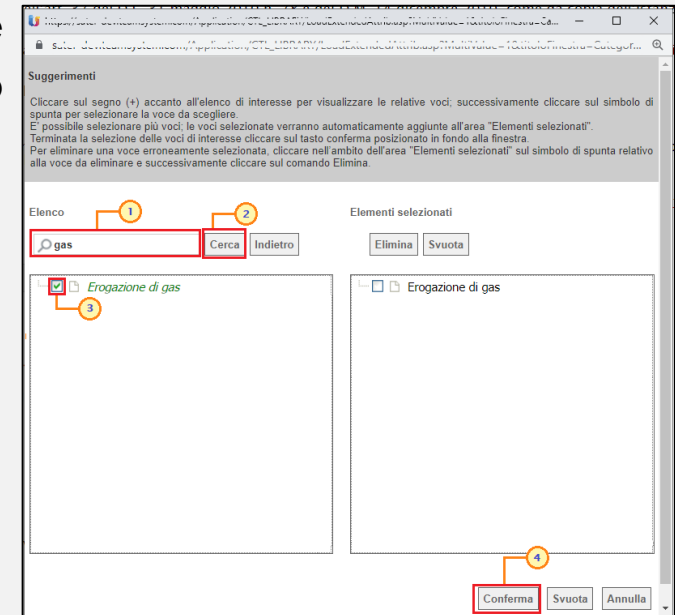 Suggerimenti
Cliccare sul segno (+) accanto all'elenco di interesse per visualizzare le relative voci; successivamente cliccare sul simbolo di
spunta per selezionare la voce da scegliere.
E' possibile selezionare più voci; le voci selezionate verranno automaticamente aggiunte all'area "Elementi selezionati".
Terminata la selezione delle voci di interesse cliccare sul tasto conferma posizionato in fondo alla finestra.
Per eliminare una voce erroneamente selezionata, cliccare nell'ambito dell'area "Elementi selezionati" sul simbolo di spunta relativo
alla voce da eliminare e successivamente cliccare sul comando Elimina.
Elenco 1 2 Elementi selezionati
gas Cerca Indietro Elimina Svuota
Erogazione di gas Erogazione di gas
3
4
Conferma Svuota Annulla